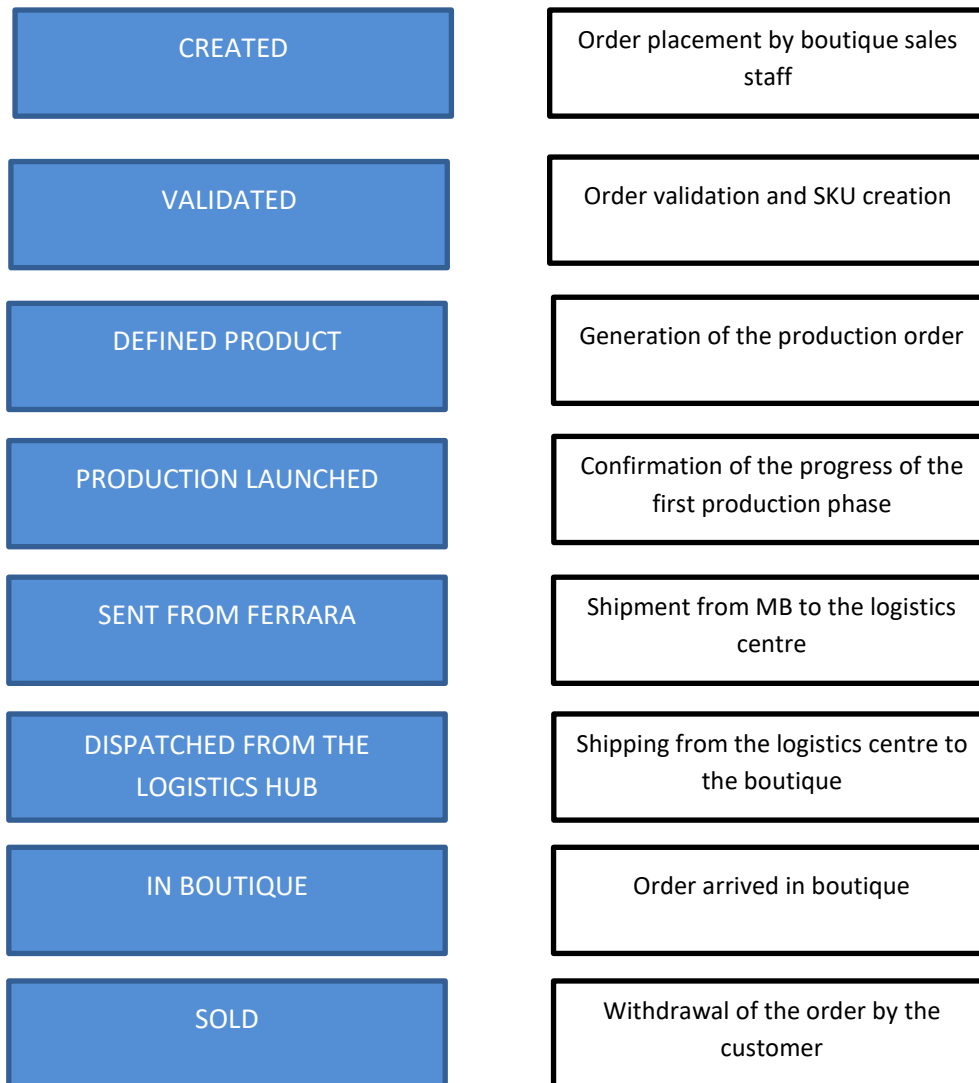 CREATED
Order placement by boutique sales
staff
VALIDATED
Order validation and SKU creation
DEFINED PRODUCT
Generation of the production order
PRODUCTION LAUNCHED
Confirmation of the progress of the
first production phase
SENT FROM FERRARA
Shipment from MB to the logistics
centre
DISPATCHED FROM THE
LOGISTICS HUB
Shipping from the logistics centre to
the boutique
IN BOUTIQUE
Order arrived in boutique
SOLD
Withdrawal of the order by the
customer